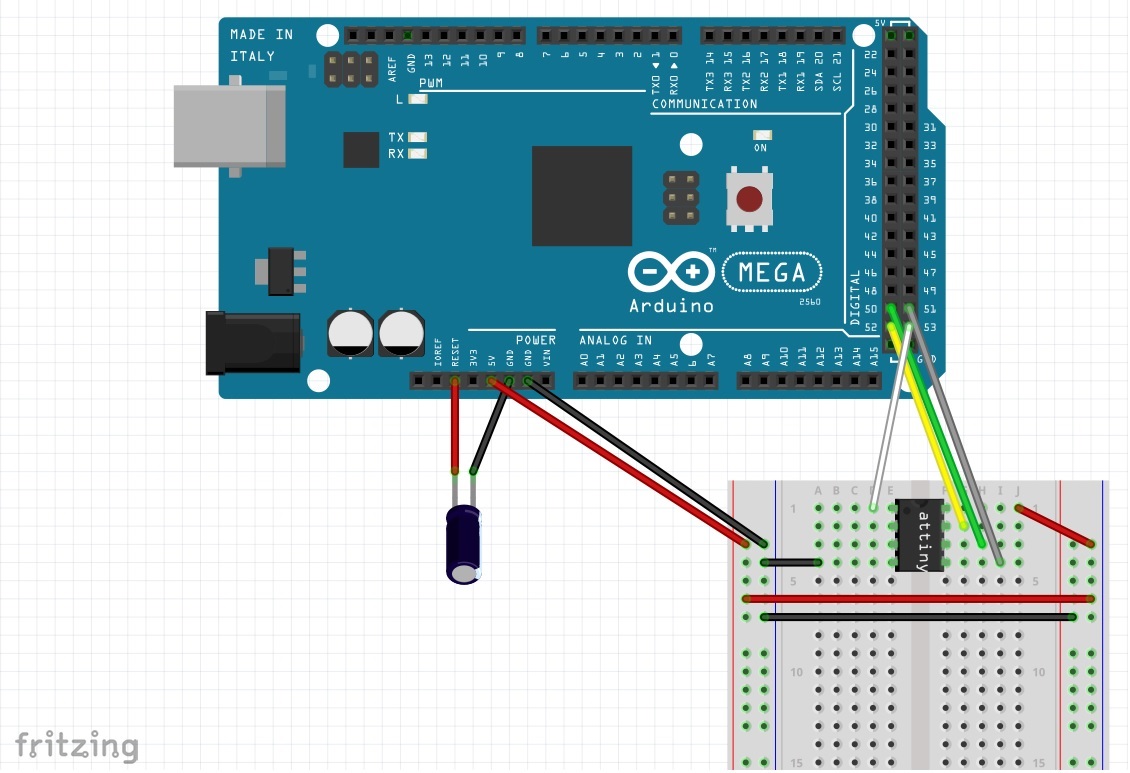 MADE IN
ITALY
AREF
GND
13
12
11
10
9
8
7
6
5
4
3
2
TX0 ◀ 1
RX0 ▶ 0
TX3 14
RX3 15
TX2 16
RX2 17
TX1 18
RX1 19
SDA 20
SCL 21
5V
PWM
COMMUNICATION
L
TX
RX
ON
22
24
26
28
30 31
32 33
34 35
36 37
38 39
40 41
42 43
44 45
46 47
48 49
50 51
52 53
GND
DIGITAL
TM
MEGA
Arduino
2560
POWER
ANALOG IN
IOREF
RESET
3V3
5V
GND
GND
VIN
A0
A1
A2
A3
A4
A5
6
A7
A8
A9
A10
A11
A12
A13
A14
A15
A B C E H I J
1
attiny
5 5
10 10
15 15
fritzing